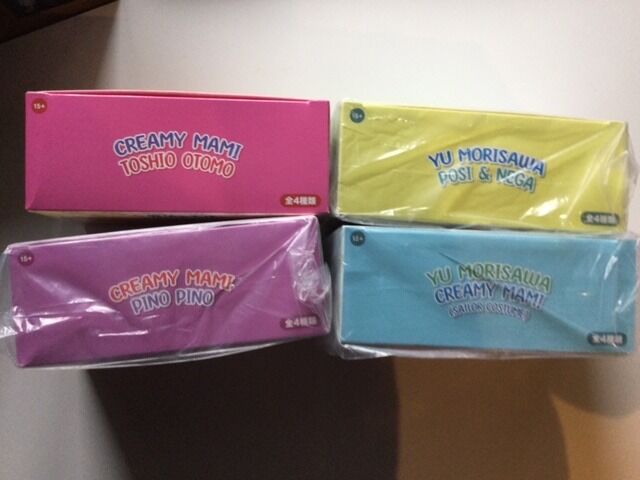 15+
CREAMY MAMI
TOSHIO OTOMO
全4種類
15+
YU MORISAWA
POSI & NEGA
全4種類
15+
CREAMY MAMI
PINO PINO
全4種類
15+
YU MORISAWA
CREAMY MAMI
(SAILOR COSTUME)
全4種類